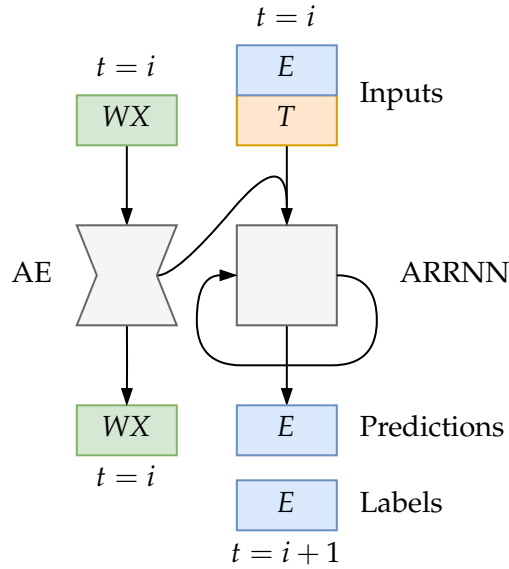 t = i
t = i
E
Inputs
WX
T
AE
ARRNN
WX
E
Predictions
t = i
E
Labels
t = i + 1